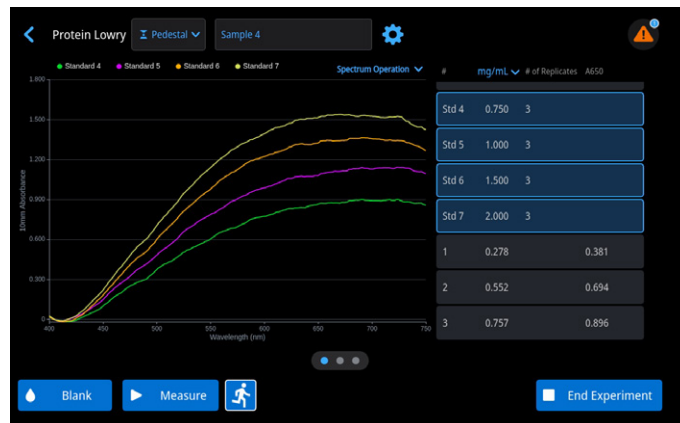 Protein Lowry
Pedestal
Sample 4
Standard 4 Standard 5 Standard 6 Standard 7
Spectrum Operation
# mg/mL # of Replicates A650
1.800
1.500
1.200
0.900
0.600
0.300
0
10mm Absorbance
400 450 500 550 600 650 700 750
Wavelength (nm)
Std 4 0.750 3
Std 5 1.000 3
Std 6 1.500 3
Std 7 2.000 3
1 0.278 0.381
2 0.552 0.694
3 0.757 0.896
Blank
Measure
End Experiment